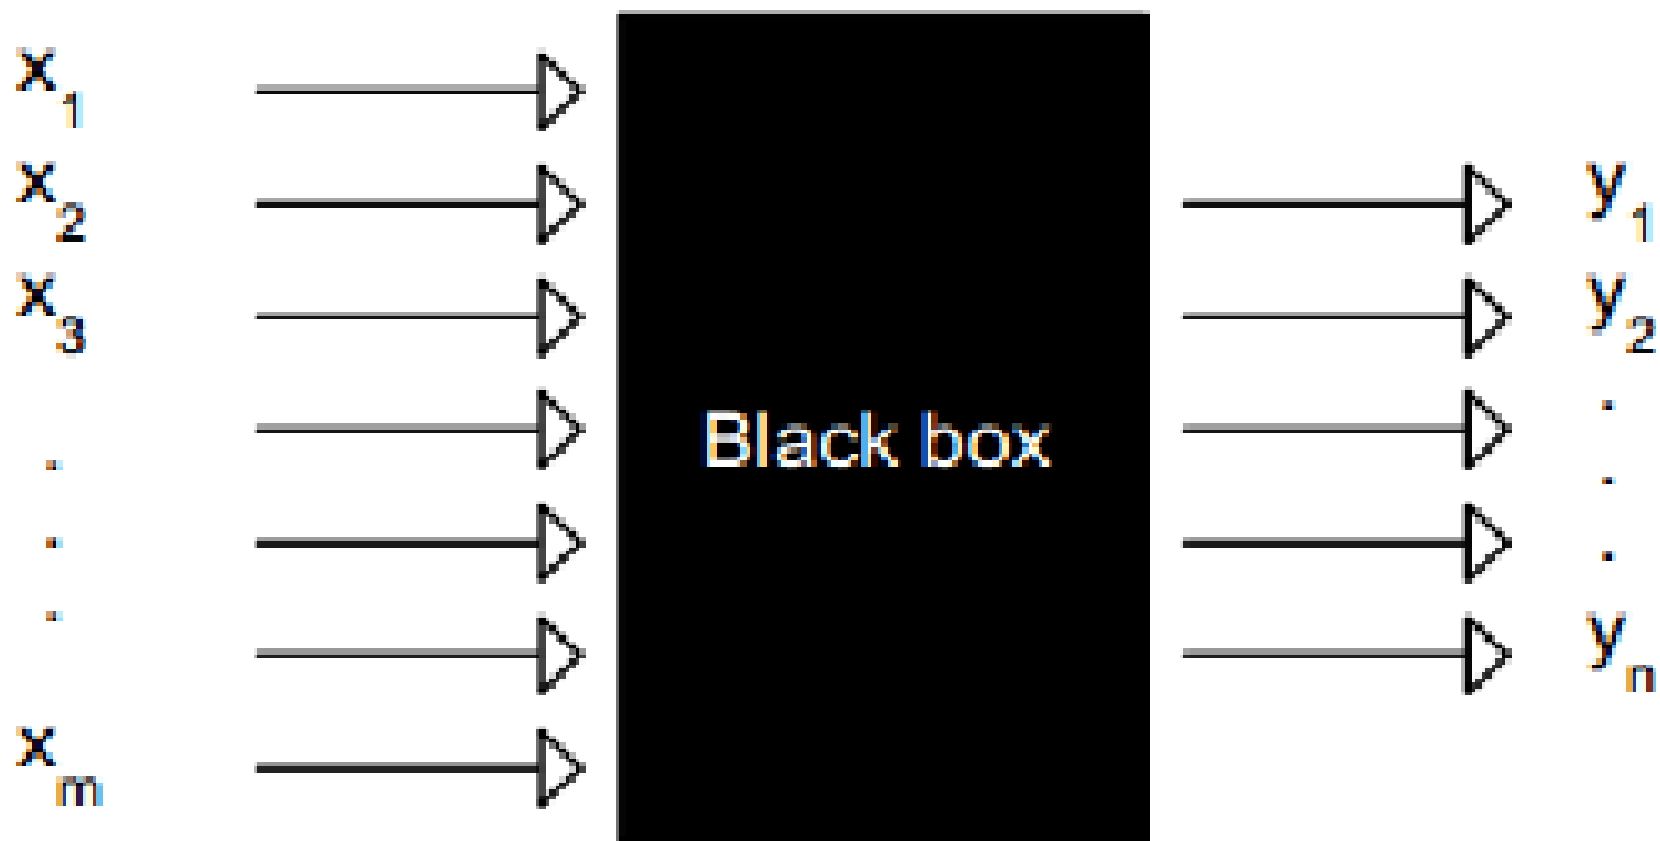 x1
x2
x3
.
.
.
xm
Black box
y1
y2
.
.
.
yn